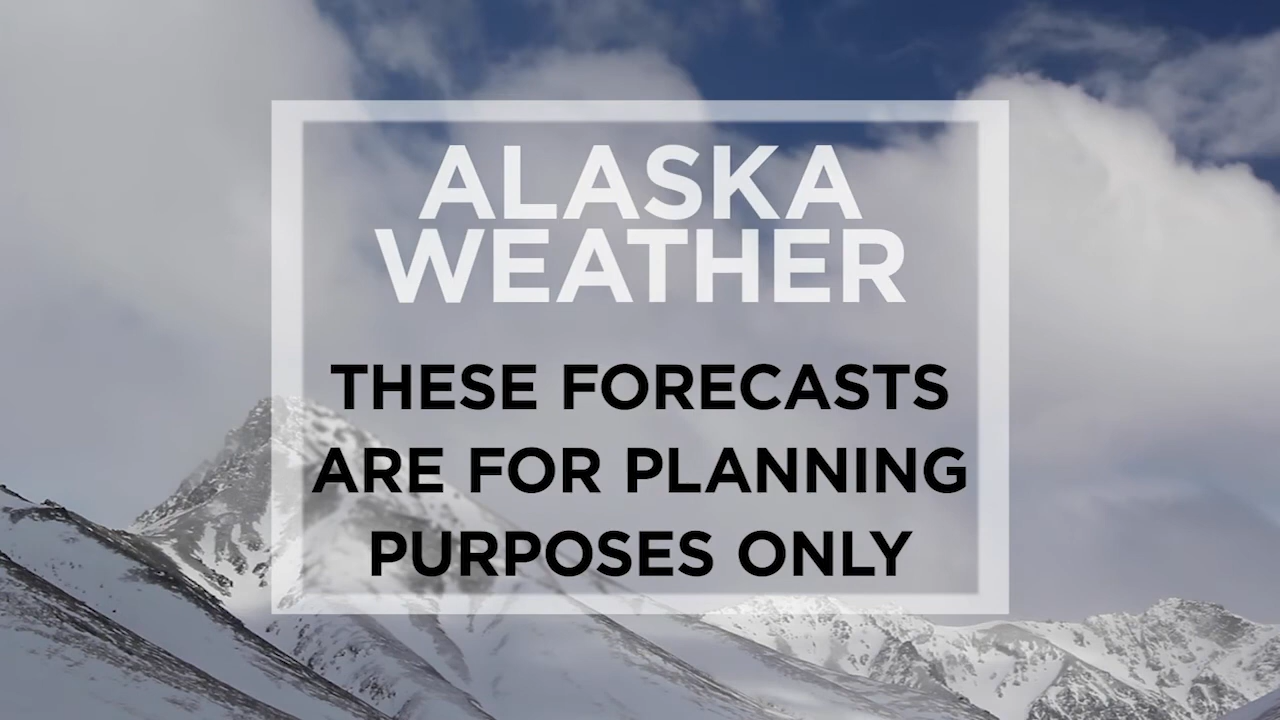 ALASKA
WEATHER
THESE FORECASTS
ARE FOR PLANNING
PURPOSES ONLY